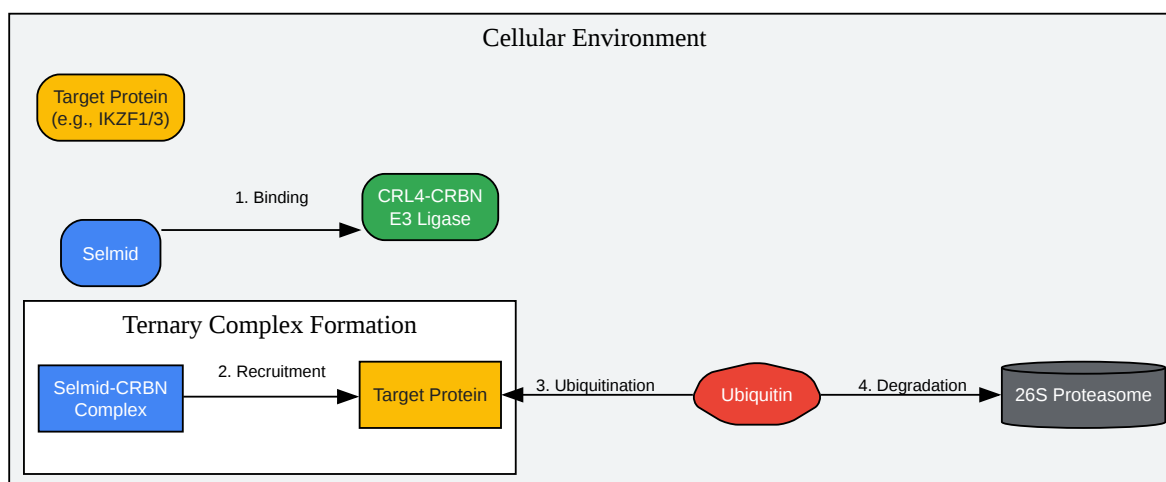 Cellular Environment
Target Protein
(e.g., IKZF1/3)
1. Binding
CRL4-CRBN
E3 Ligase
Selmid
Ternary Complex Formation
Selmid-CRBN
Complex
2. Recruitment
Target Protein
3. Ubiquitination
Ubiquitin
4. Degradation
26S Proteasome